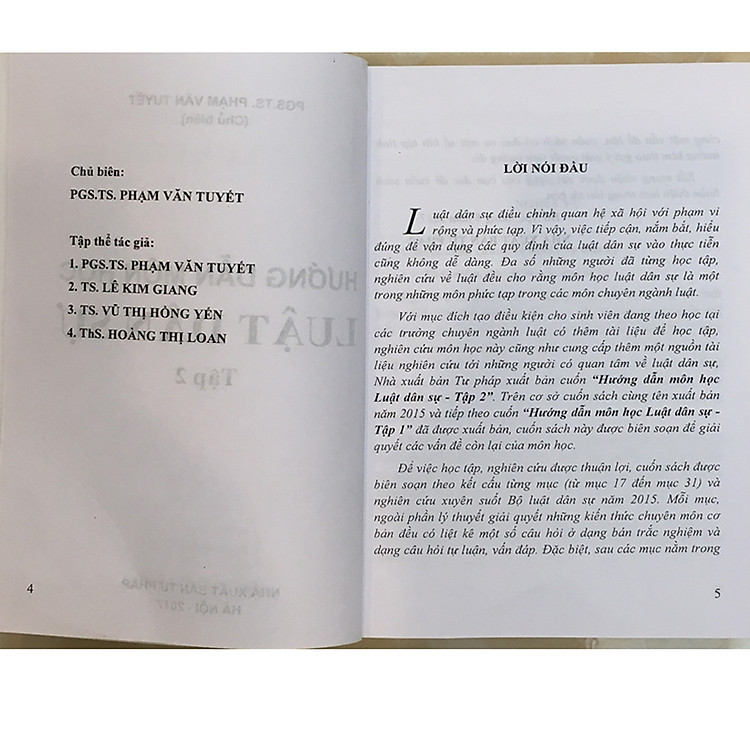 Chủ biên:
PGS.TS. PHẠM VĂN TUYẾT
Tập thể tác giả:
1. PGS.TS. PHẠM VĂN TUYẾT
2. TS. LÊ KIM GIANG
3. TS. VŨ THỊ HỒNG YẾN
4. ThS. HOÀNG THỊ LOAN
4
LỜI NÓI ĐẦU
Luật dân sự điều chỉnh quan hệ xã hội với phạm vi
rộng và phức tạp. Vì vậy, việc tiếp cận, nắm bắt, hiểu
đúng để vận dụng các quy định của luật dân sự vào thực tiễn
cũng không dễ dàng. Đa số những người đã từng học tập,
nghiên cứu về luật đều cho rằng môn học luật dân sự là một
trong những môn phức tạp trong các môn chuyên ngành luật.
Với mục đích tạo điều kiện cho sinh viên đang theo học tại
các trường chuyên ngành luật có thêm tài liệu để học tập,
nghiên cứu môn học này cũng như cung cấp thêm một nguồn tài
liệu nghiên cứu tới những người có quan tâm về luật dân sự,
Nhà xuất bản Tư pháp xuất bản cuốn “Hướng dẫn môn học
Luật dân sự - Tập 2”. Trên cơ sở cuốn sách cùng tên xuất bản
năm 2015 và tiếp theo cuốn “Hướng dẫn môn học Luật dân sự -
Tập 1” đã được xuất bản, cuốn sách này được biên soạn để giải
quyết các vấn đề còn lại của môn học.
Để việc học tập, nghiên cứu được thuận lợi, cuốn sách được
biên soạn theo kết cấu từng mục (từ mục 17 đến mục 31) và
nghiên cứu xuyên suốt Bộ luật dân sự năm 2015. Mỗi mục,
ngoài phần lý thuyết giải quyết những kiến thức chuyên môn cơ
bản đều có liệt kê một số câu hỏi ở dạng bán trắc nghiệm và
dạng câu hỏi tự luận, vấn đáp. Đặc biệt, sau các mục nằm trong
5